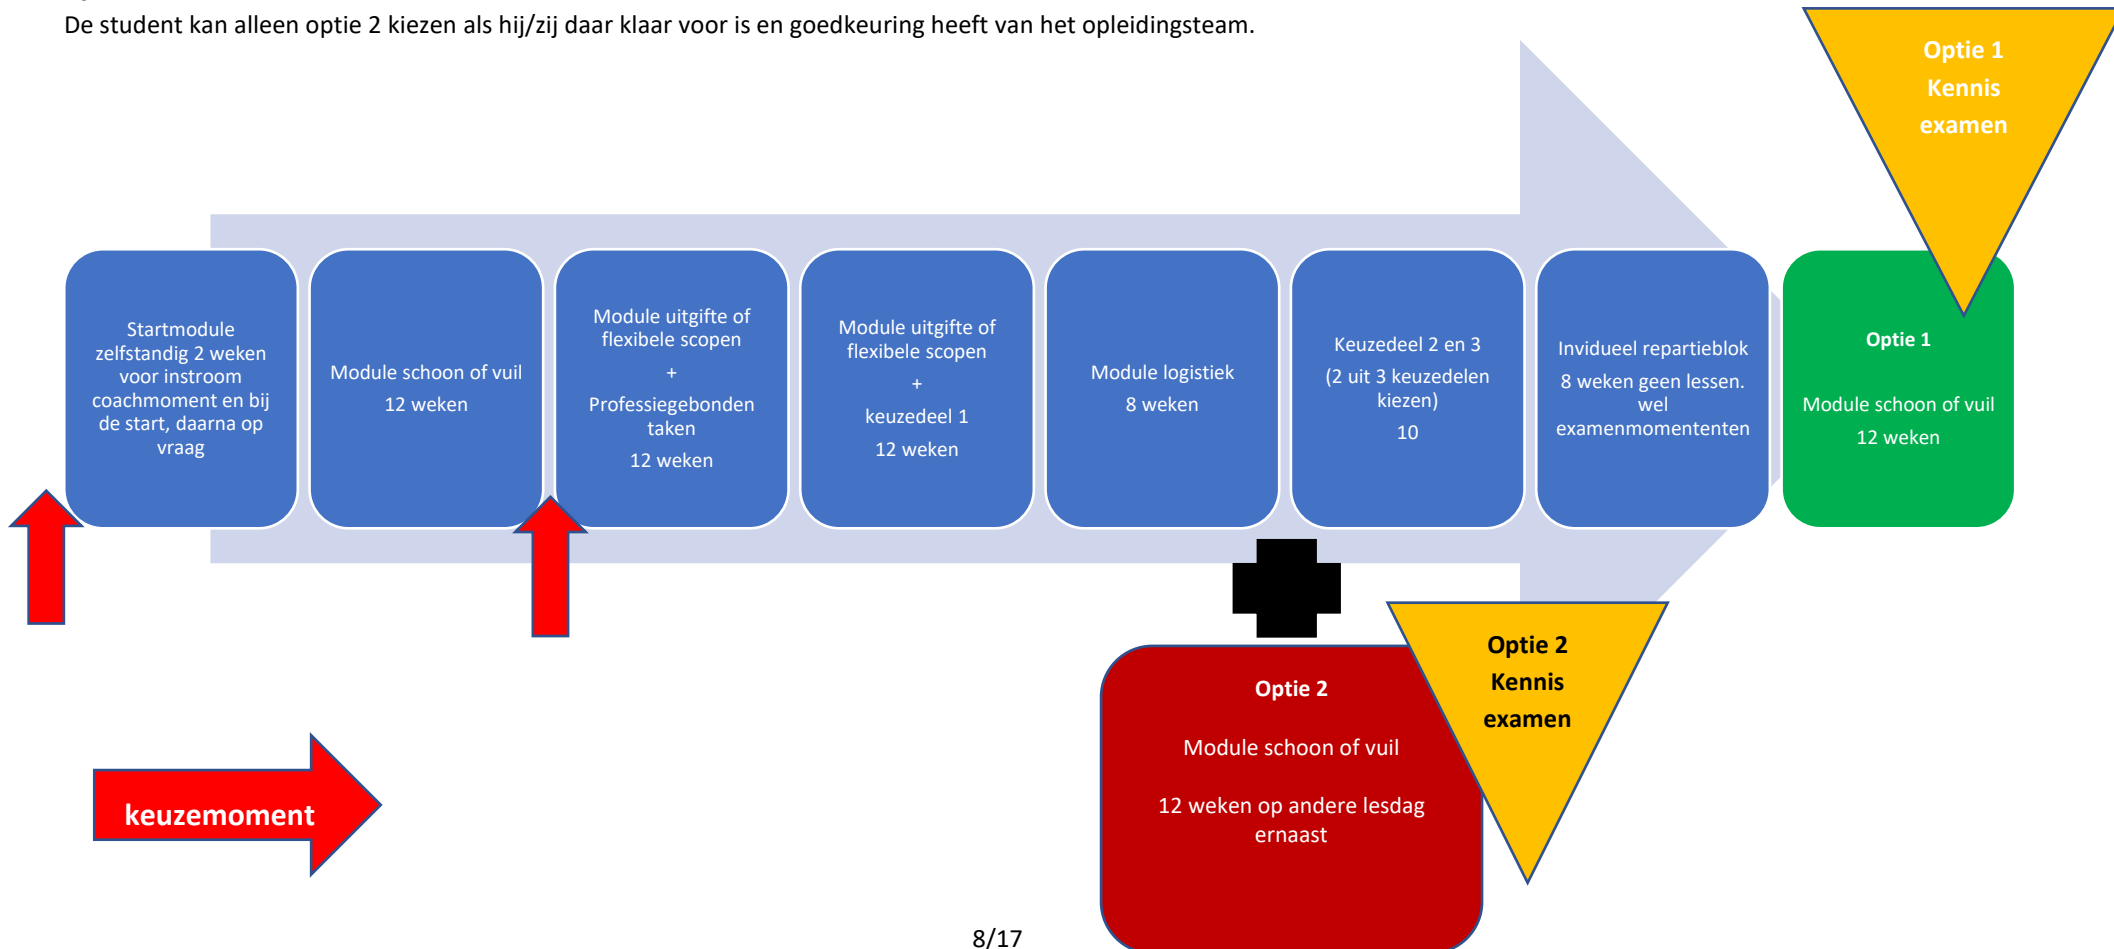 De student kan alleen optie 2 kiezen als hij/zij daar klaar voor is en goedkeuring heeft van het opleidingsteam.
Optie 1
Kennis
examen
Startmodule
zelfstandig 2 weken
voor instroom
coachmoment en bij
de start, daarna op
vraag
Module schoon of vuil
12 weken
Module uitgifte of
flexibele scopen
+
Professiegebonden
taken
12 weken
Module uitgifte of
flexibele scopen
+
keuzedeel 1
12 weken
Module logistiek
8 weken
Keuzedeel 2 en 3
(2 uit 3 keuzedelen
kiezen)
10
Invidueel repartieblok
8 weken geen lessen.
wel
examenmomententen
Optie 1
Module schoon of vuil
12 weken
Optie 2
Kennis
examen
Optie 2
Module schoon of vuil
12 weken op andere lesdag
ernaast
keuzemoment
8/17